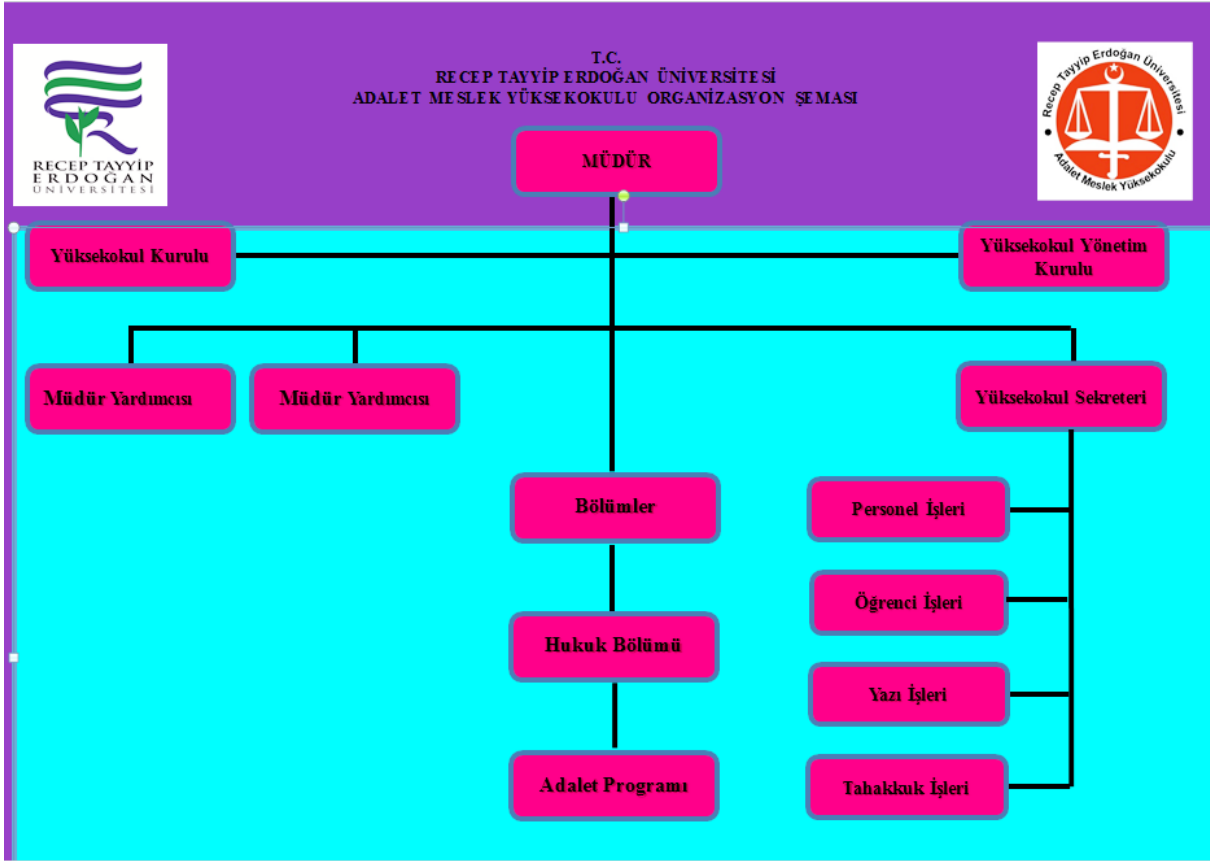 T.C.
RECEP TAYYİP ERDOĞAN ÜNİVERSİTESİ
ADALET MESLEK YÜKSEKOKULU ORGANİZASYON ŞEMASI
RECEP TAYYİP
ERDOĞAN
ÜNİVERSİTESİ
Recep Tayyip Erdoğan Üniversitesi
Adalet Meslek Yüksekokulu
MÜDÜR
Yüksekokul Kurulu
Yüksekokul Yönetim
Kurulu
Müdür Yardımcısı
Müdür Yardımcısı
Yüksekokul Sekreteri
Bölümler
Personel İşleri
Öğrenci İşleri
Hukuk Bölümü
Yazı İşleri
Adalet Programı
Tahakkuk İşleri